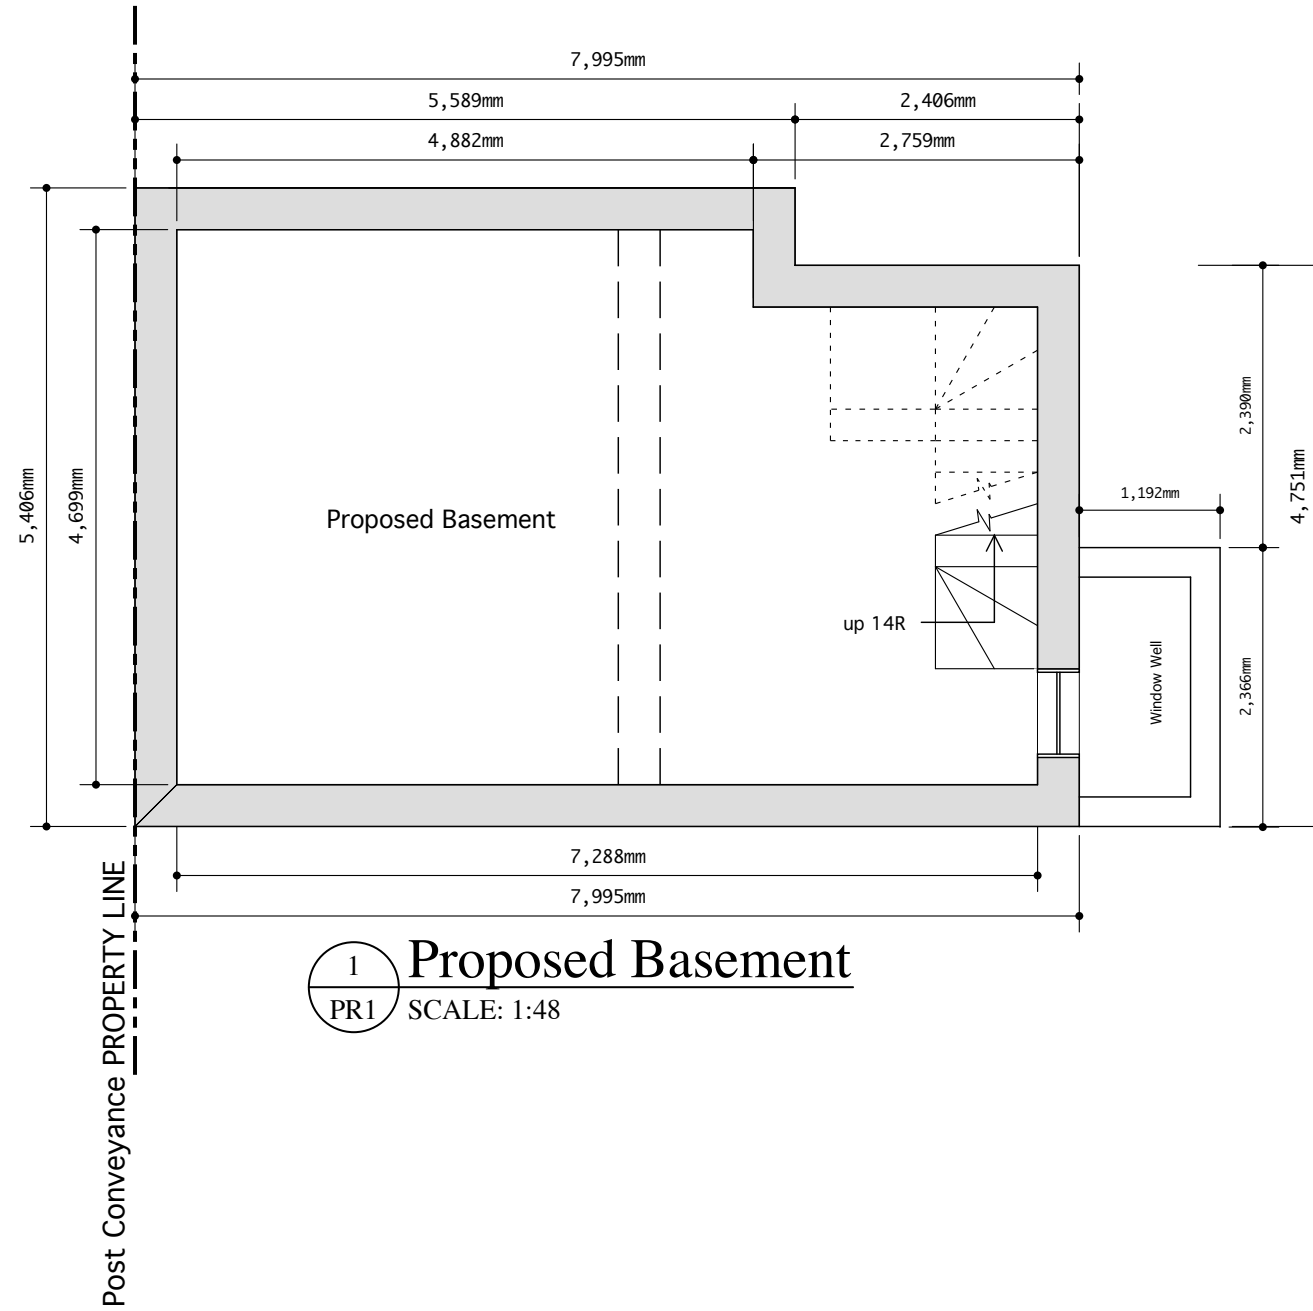 7,995mm
5,589mm
2,406mm
4,882mm
2,759mm
5,406mm
4,699mm
2,390mm
4,751mm
1,192mm
Proposed Basement
up 14R
Window Well
2,366mm
7,288mm
7,995mm
Post Conveyance PROPERTY LINE
1
Proposed Basement
PR1
SCALE: 1:48